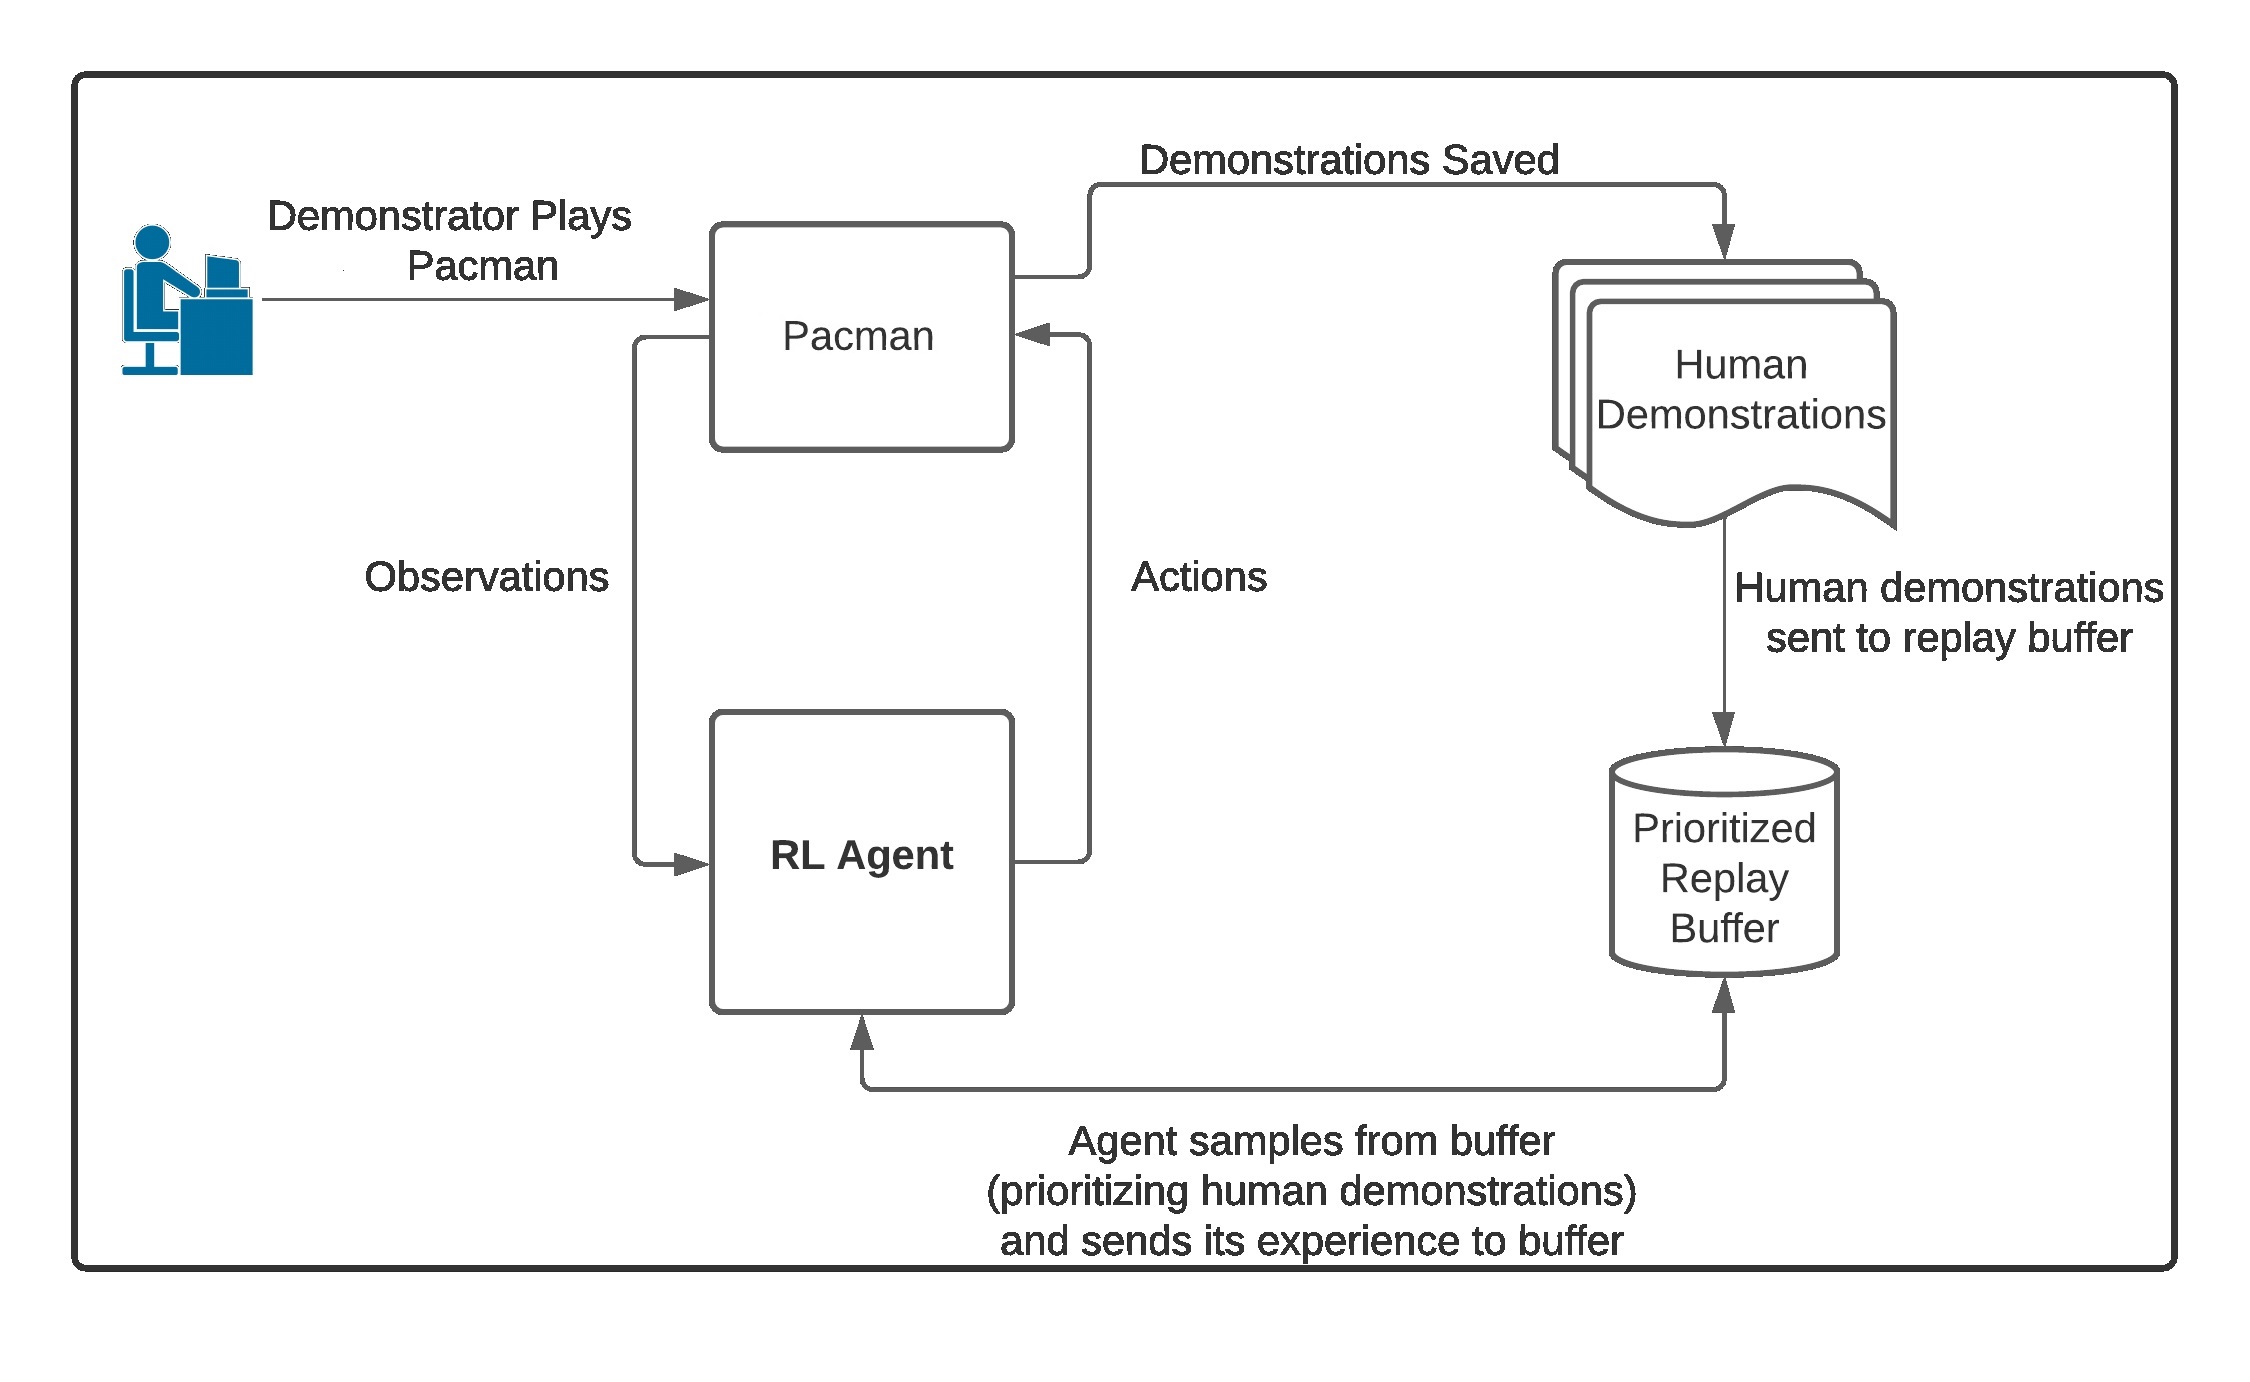 Demonstrations Saved
Demonstrator Plays
Pacman
Pacman
Human
Demonstrations
Observations
Actions
Human demonstrations
sent to replay buffer
RL Agent
Prioritized
Replay
Buffer
Agent samples from buffer
(prioritizing human demonstrations)
and sends its experience to buffer